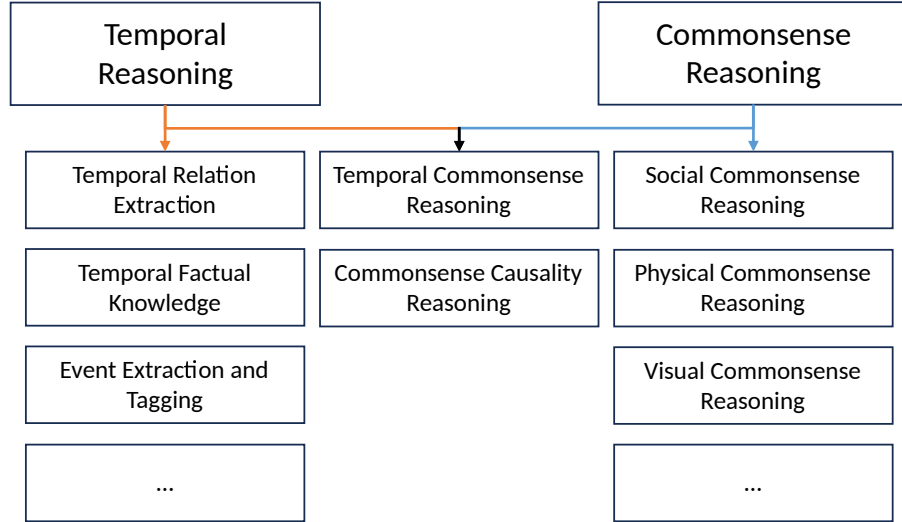 Temporal
Reasoning
Commonsense
Reasoning
Temporal Relation
Extraction
Temporal Commonsense
Reasoning
Social Commonsense
Reasoning
Temporal Factual
Knowledge
Commonsense Causality
Reasoning
Physical Commonsense
Reasoning
Event Extraction and
Tagging
Visual Commonsense
Reasoning
...
...